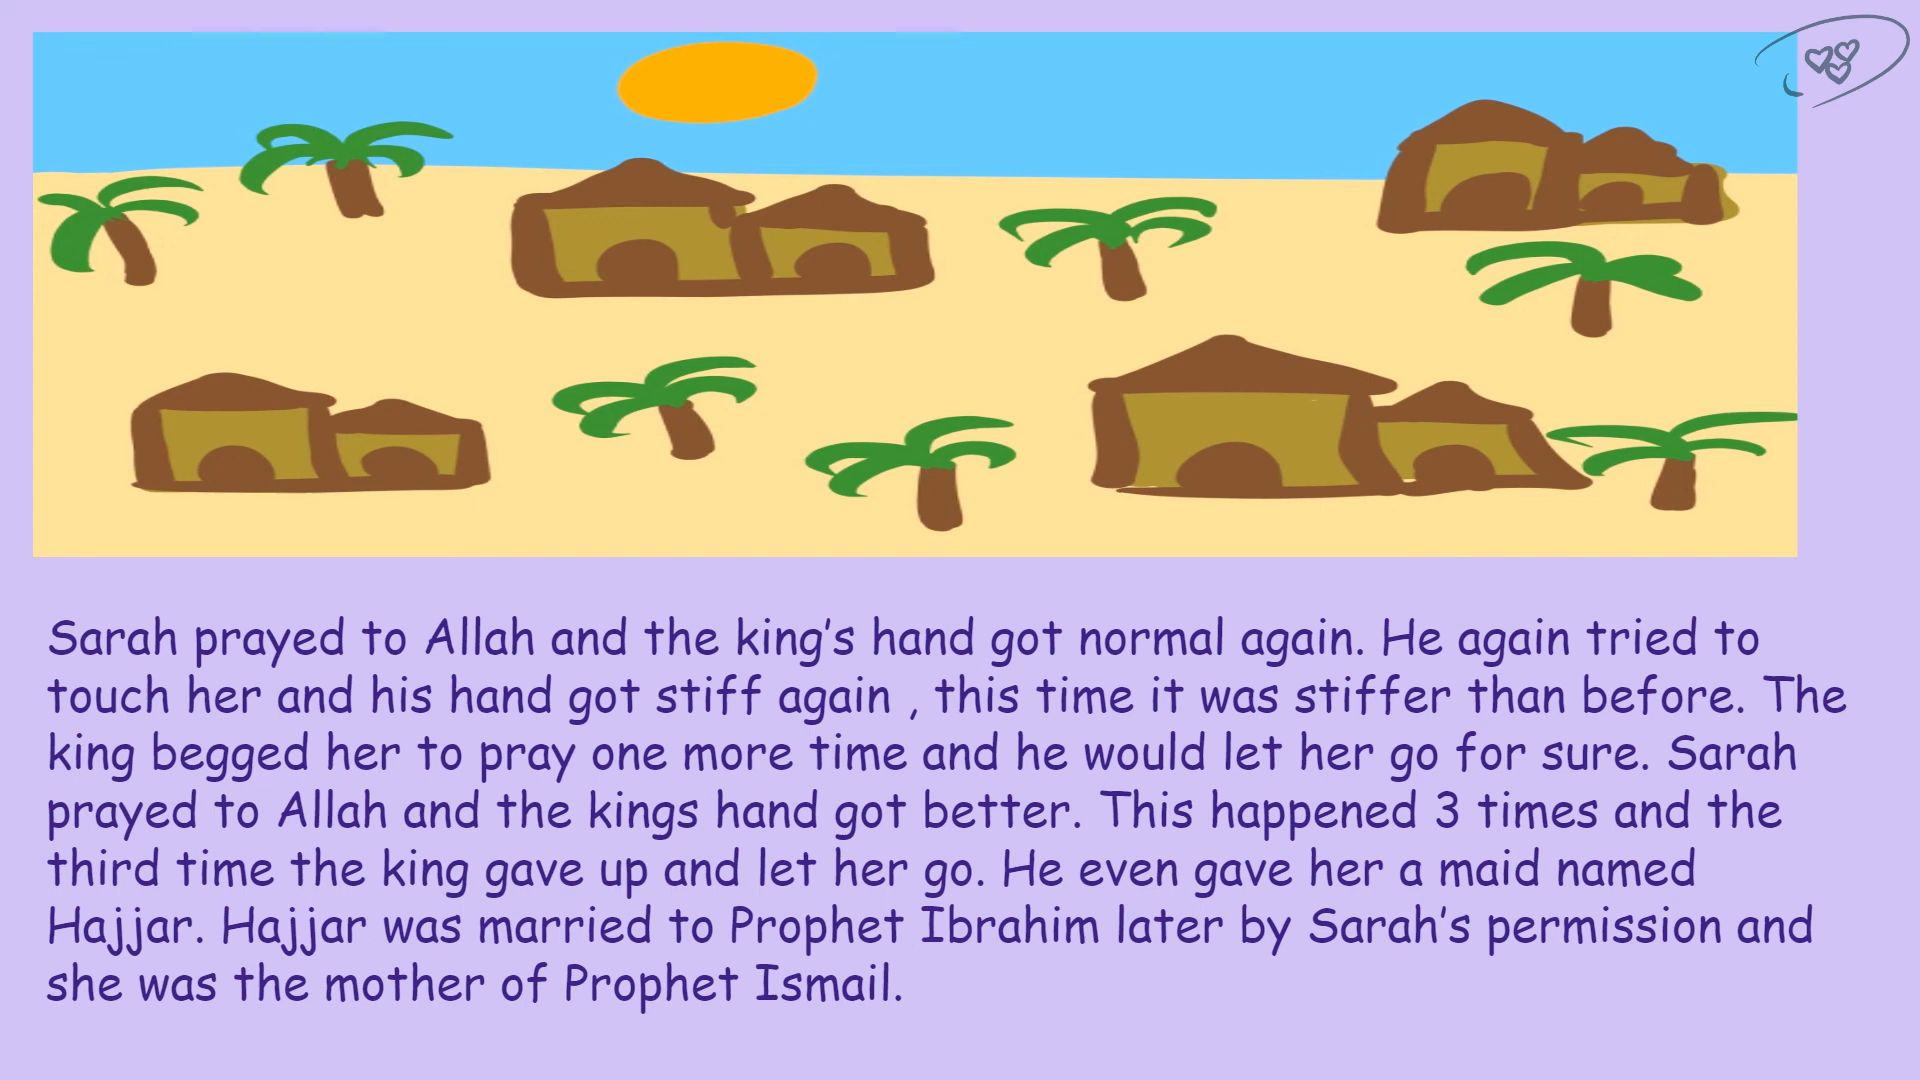 Sarah prayed to Allah and the king's hand got normal again. He again tried to
touch her and his hand got stiff again , this time it was stiffer than before. The
king begged her to pray one more time and he would let her go for sure. Sarah
prayed to Allah and the kings hand got better. This happened 3 times and the
third time the king gave up and let her go. He even gave her a maid named
Hajjar. Hajjar was married to Prophet Ibrahim later by Sarah's permission and
she was the mother of Prophet Ismail.